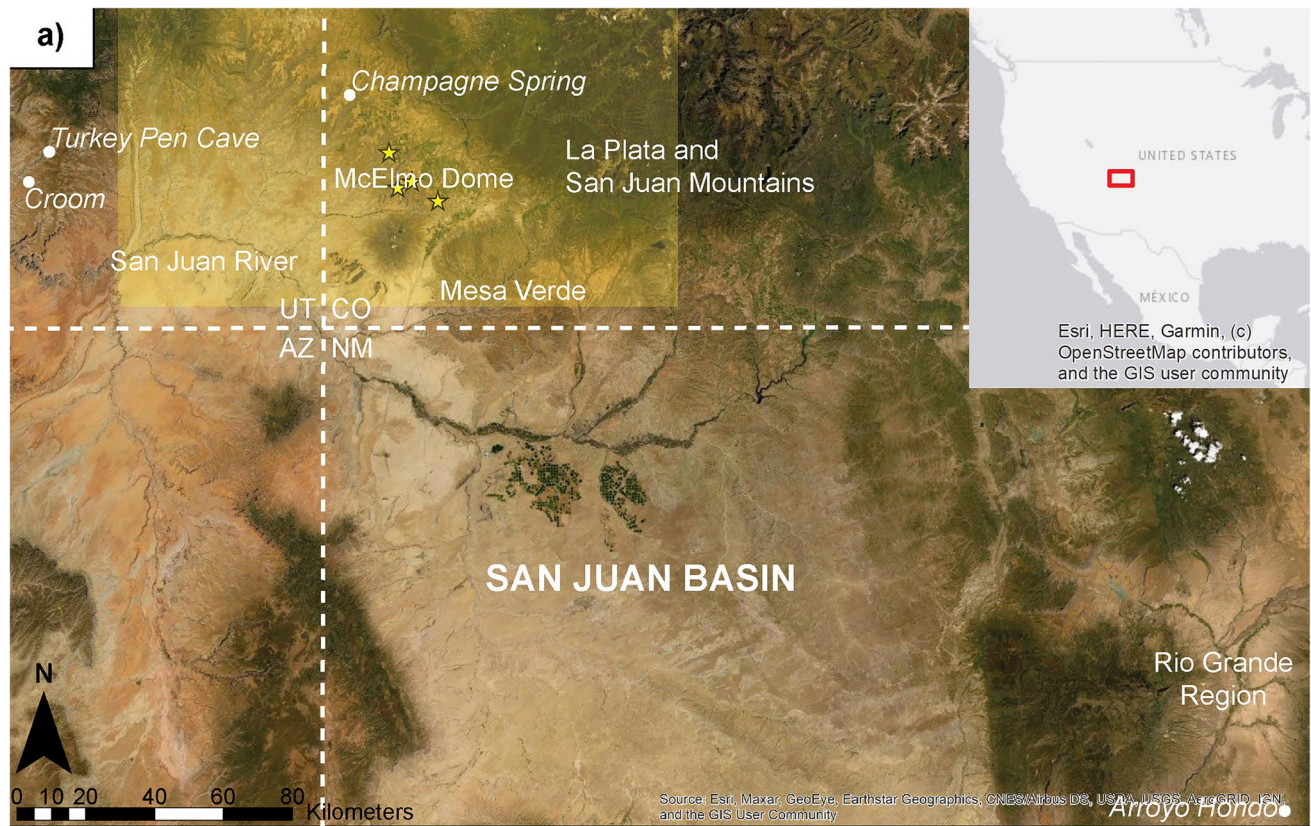 a)
Champagne Spring
Turkey Pen Cave
Croom
McElmo Dome
La Plata and
San Juan Mountains
San Juan River
Mesa Verde
UT CO
AZ NM
UNITED STATES
MÉXICO
Esri, HERE, Garmin, (c)
OpenStreetMap contributors,
and the GIS user community
SAN JUAN BASIN
Rio Grande
Region
N
0 10 20 40 60 80
Kilometers
Source: Esri, Maxar, GeoEye, Earthstar Geographics, CNES/Airbus DS, USDA, USGS, AeroGRID, IGN,
and the GIS User Community
Arroyo Hondo